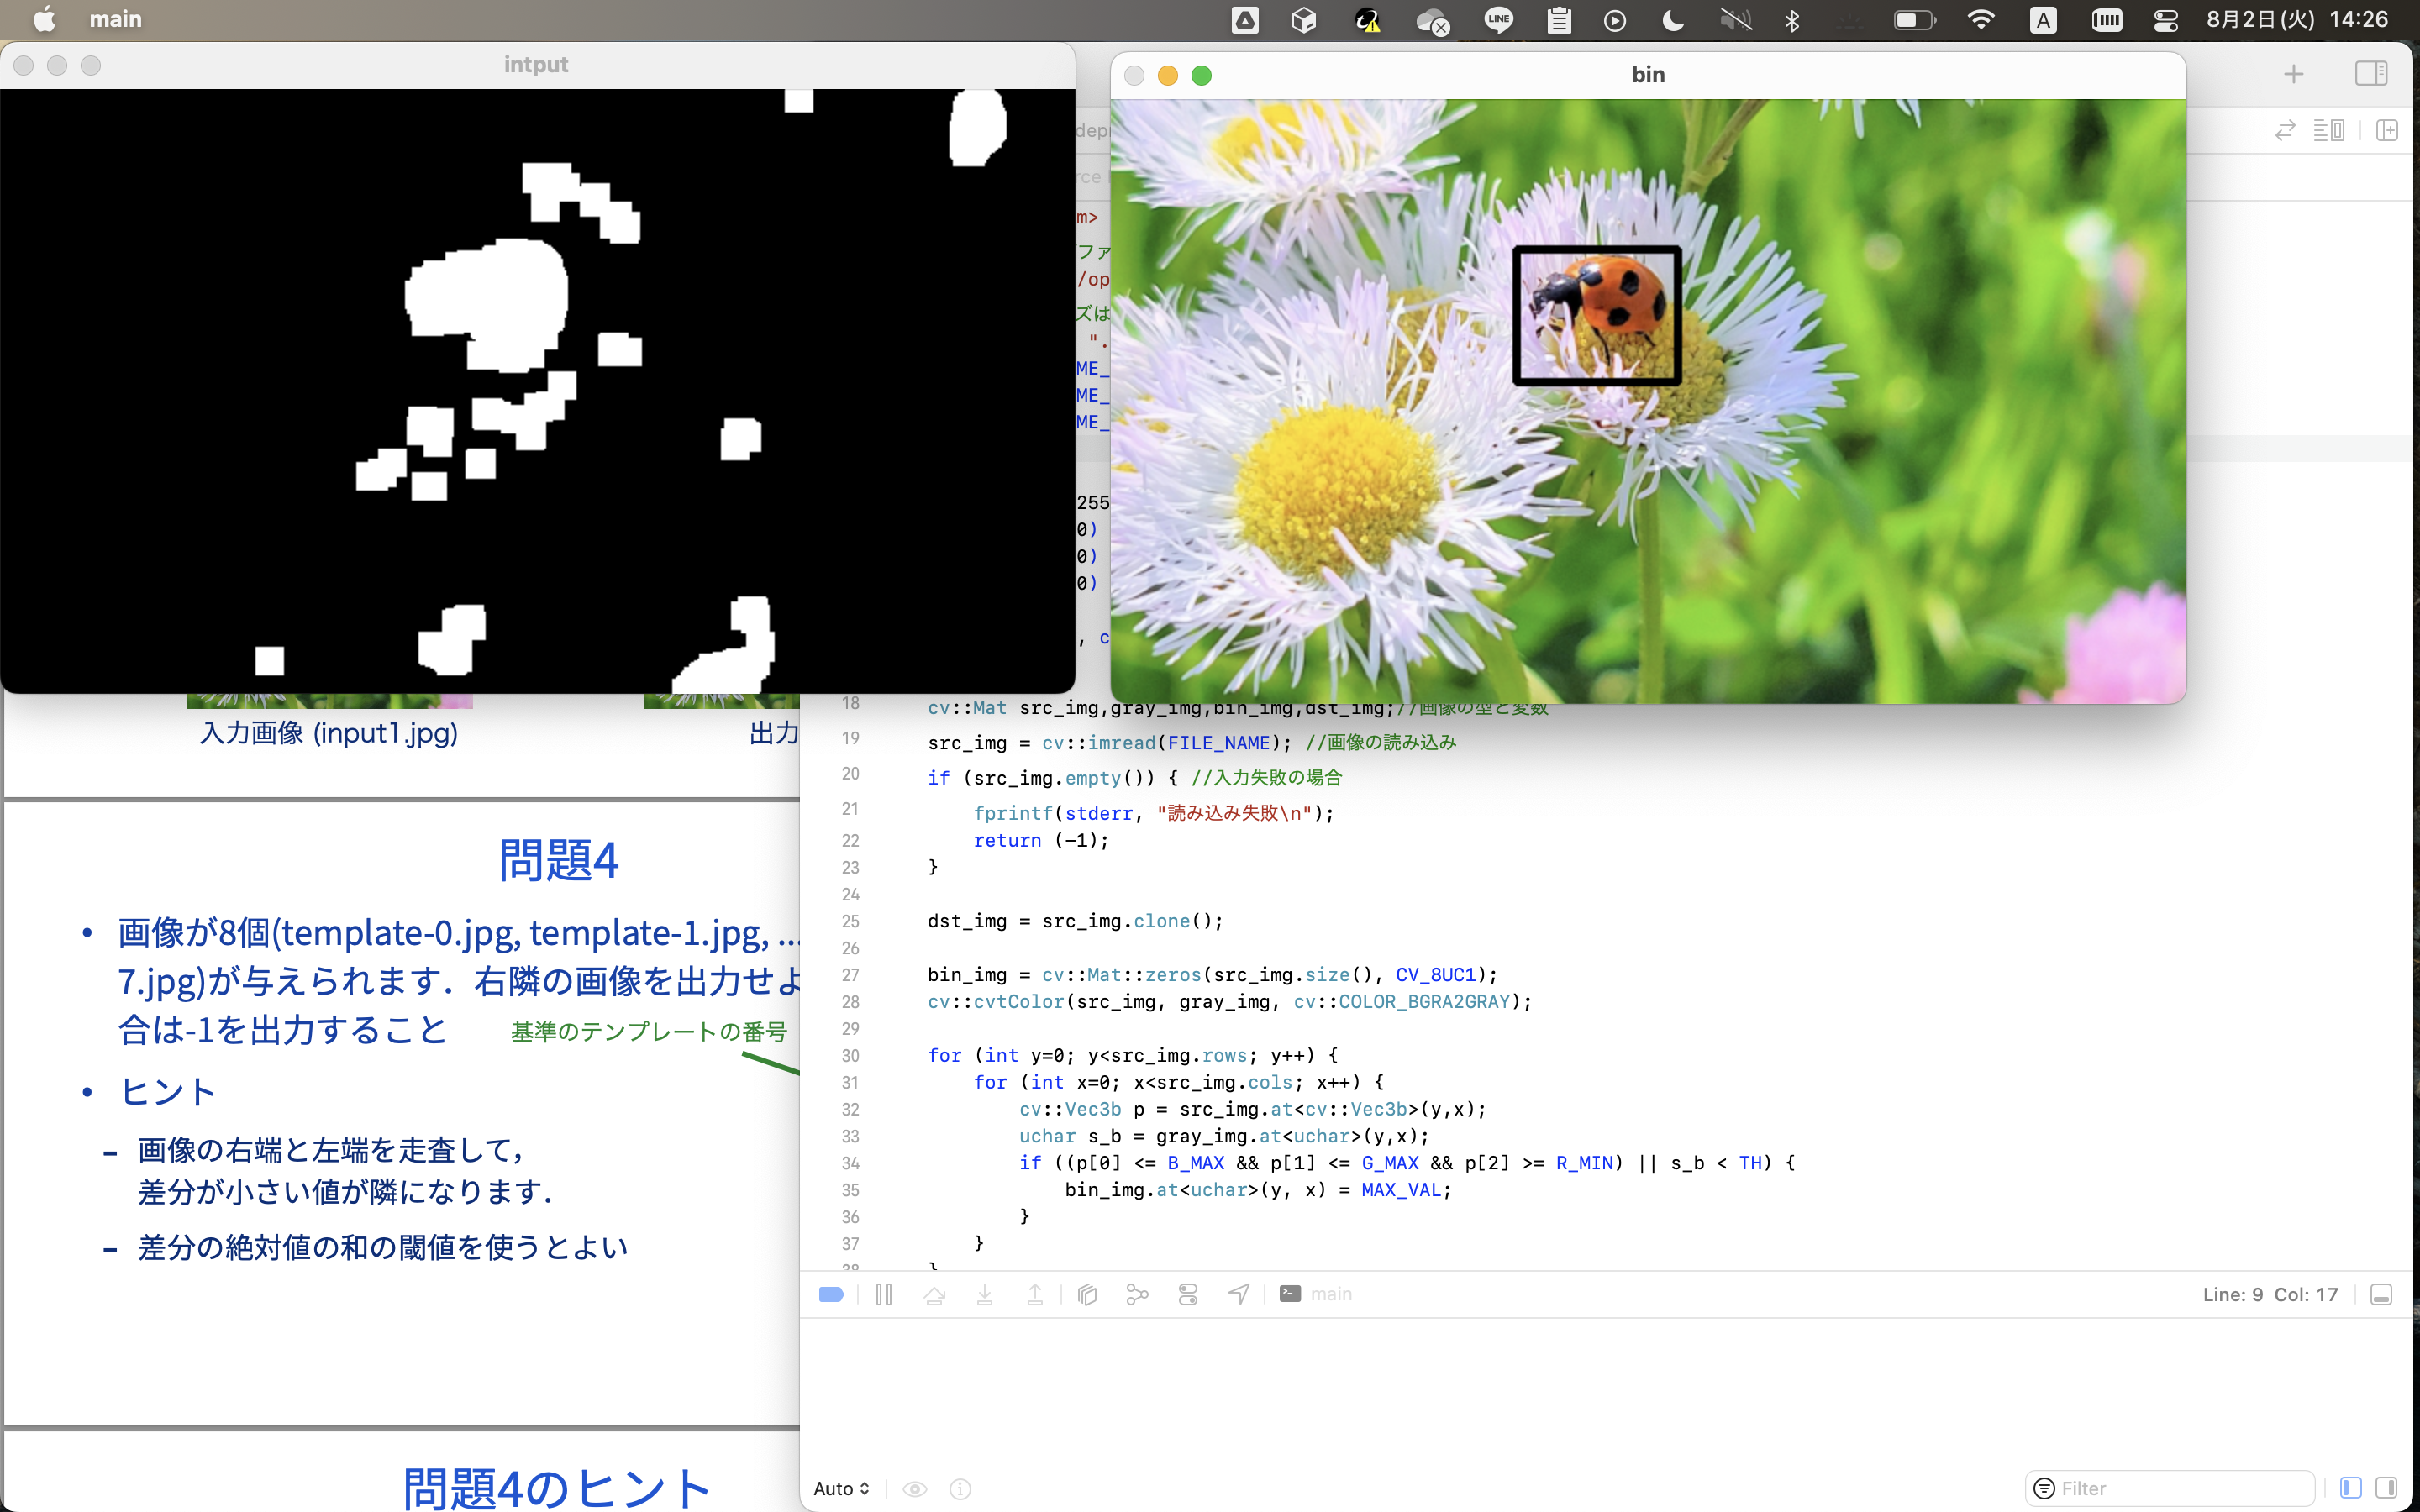 main
LINE
A
8月2日(火) 14:26
intput
bin
入力画像 (input1.jpg)
出力
問題4
• 画像が8個(template-0.jpg, template-1.jpg, ...
7.jpg)が与えられます．右隣の画像を出力せよ
合は-1を出力すること
基準のテンプレートの番号
• ヒント
– 画像の右端と左端を走査して，
差分が小さい値が隣になります．
– 差分の絶対値の和の閾値を使うとよい
問題4のヒント
m>
ファ
/op
ズは
".
ME_
ME_
ME_
255
0)
0)
0)
, c
18 cv::Mat src_img,gray_img,bin_img,dst_img;//画像の型と変数
19 src_img = cv::imread(FILE_NAME); //画像の読み込み
20 if (src_img.empty()) { //入力失敗の場合
21 fprintf(stderr, "読み込み失敗\n");
22 return (-1);
23 }
24
25 dst_img = src_img.clone();
26
27 bin_img = cv::Mat::zeros(src_img.size(), CV_8UC1);
28 cv::cvtColor(src_img, gray_img, cv::COLOR_BGRA2GRAY);
29
30 for (int y=0; y<src_img.rows; y++) {
31 for (int x=0; x<src_img.cols; x++) {
32 cv::Vec3b p = src_img.at<cv::Vec3b>(y,x);
33 uchar s_b = gray_img.at<uchar>(y,x);
34 if ((p[0] <= B_MAX && p[1] <= G_MAX && p[2] >= R_MIN) || s_b < TH) {
35 bin_img.at<uchar>(y, x) = MAX_VAL;
36 }
37 }
38 }
main
Line: 9 Col: 17
Auto
Filter